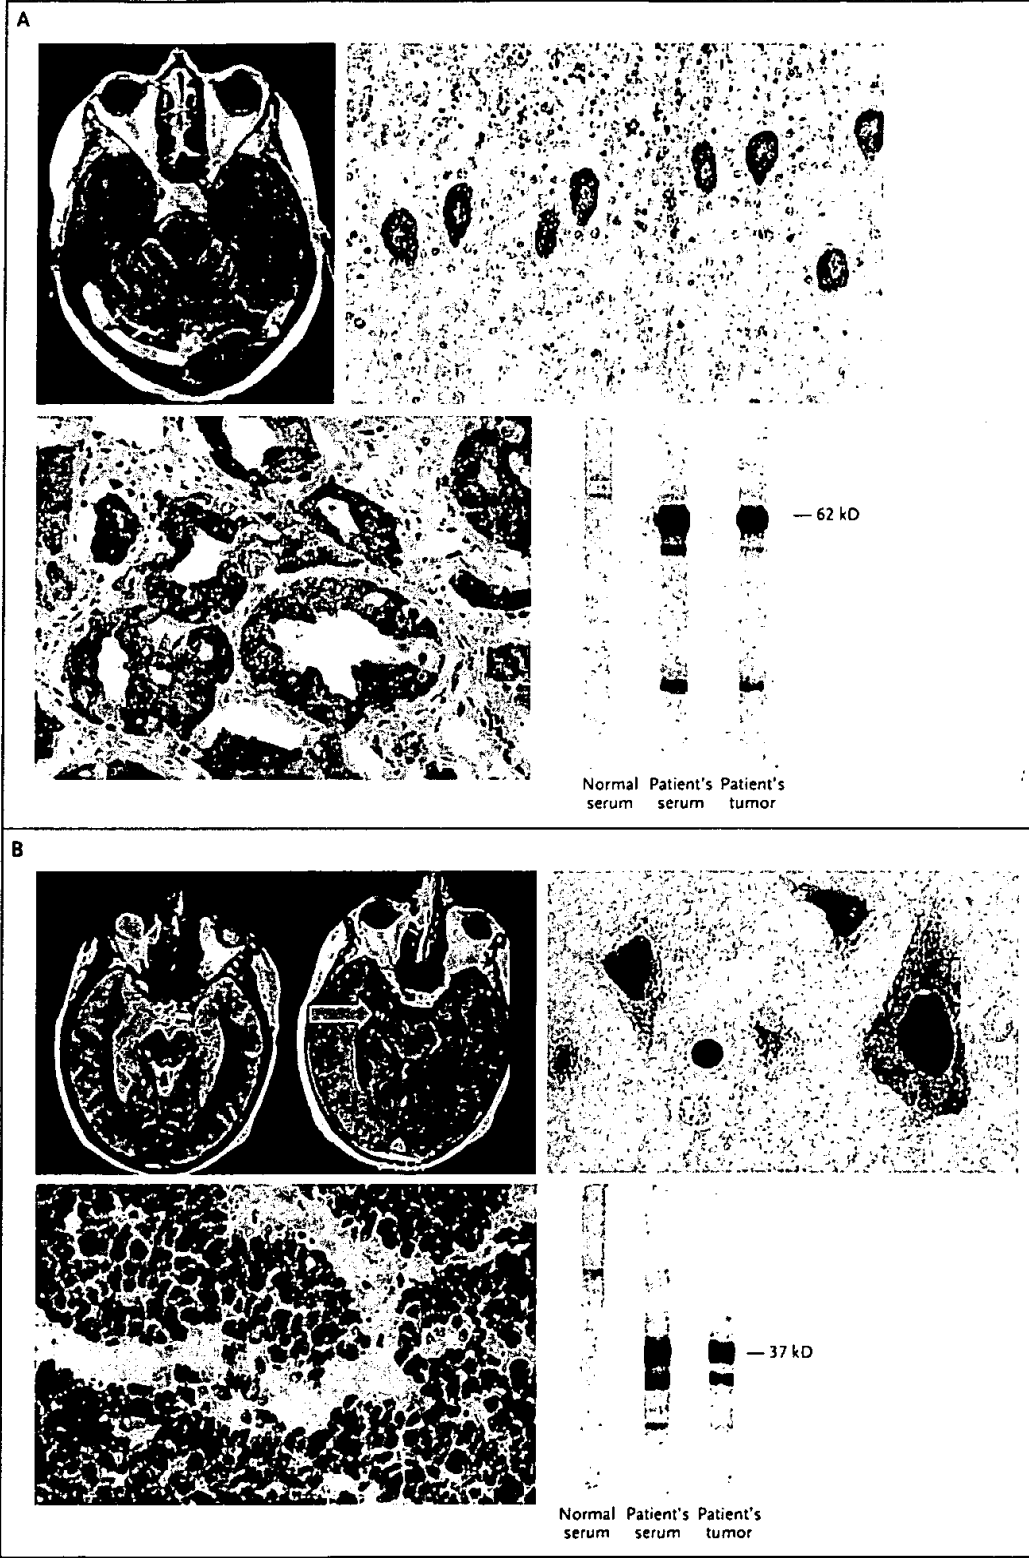 A
— 62 kD
Normal Patient's Patient's
serum serum tumor
B
— 37 kD
Normal Patient's Patient's
serum serum tumor